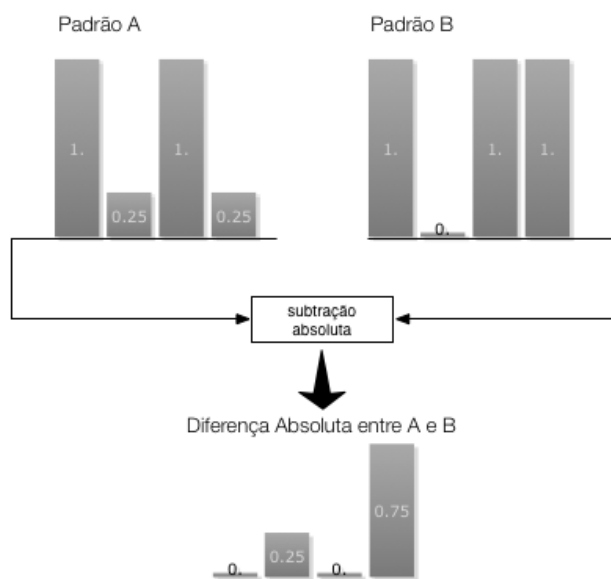 Padrão A
Padrão B
1.
0.25
1.
0.25
1.
0.
1.
1.
subtração
absoluta
Diferença Absoluta entre A e B
0.
0.25
0.
0.75